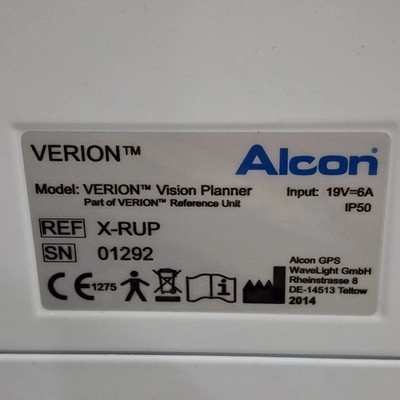 VERION™
Alcon
Model: VERION™ Vision Planner
Input: 19V=6A
Part of VERION™ Reference Unit
IP50
REF X-RUP
SN 01292
CE 1275
i
Alcon GPS
WaveLight GmbH
Rheinstrasse 8
DE-14513 Teltow
2014